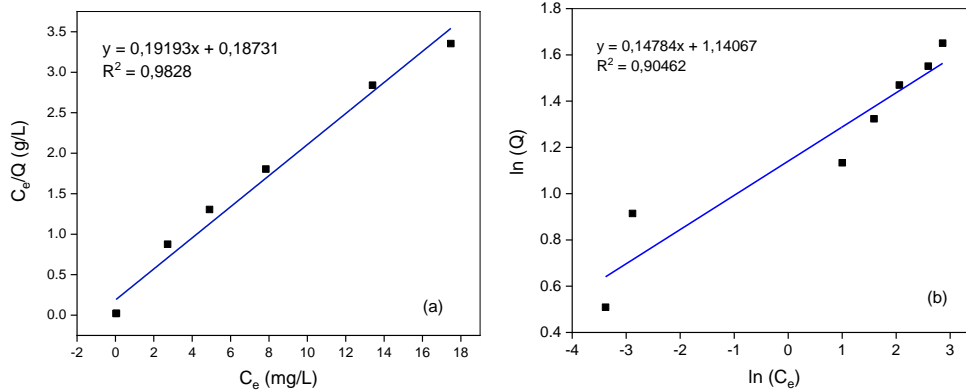 y = 0,19193x + 0,18731
R² = 0,9828
3.5
3.0
2.5
2.0
1.5
1.0
0.5
0.0
-2 0 2 4 6 8 10 12 14 16 18
C_e/Q (g/L)
C_e (mg/L)
(a)
y = 0,14784x + 1,14067
R² = 0,90462
1.8
1.6
1.4
1.2
1.0
0.8
0.6
0.4
-4 -3 -2 -1 0 1 2 3
ln (Q)
ln (C_e)
(b)